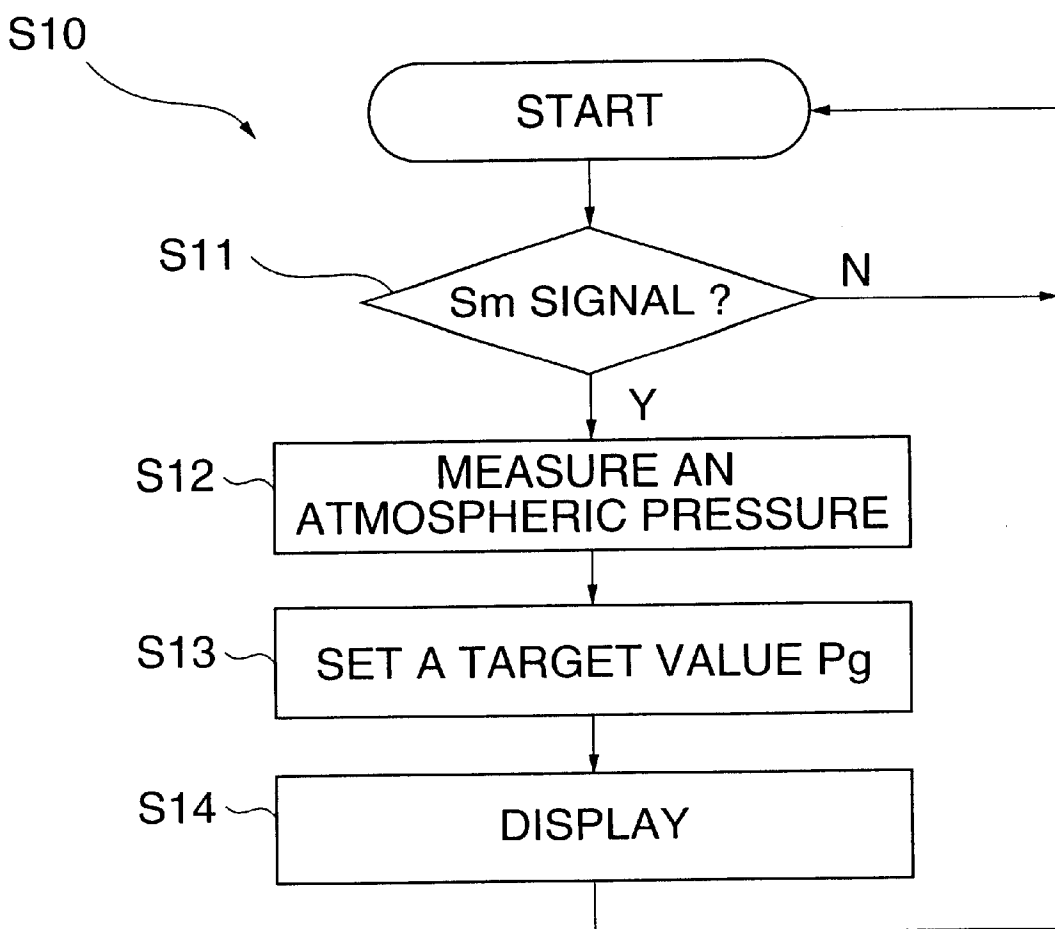 S10
START
S11
Sm SIGNAL ?
N
Y
S12
MEASURE AN
ATMOSPHERIC PRESSURE
S13
SET A TARGET VALUE Pg
S14
DISPLAY